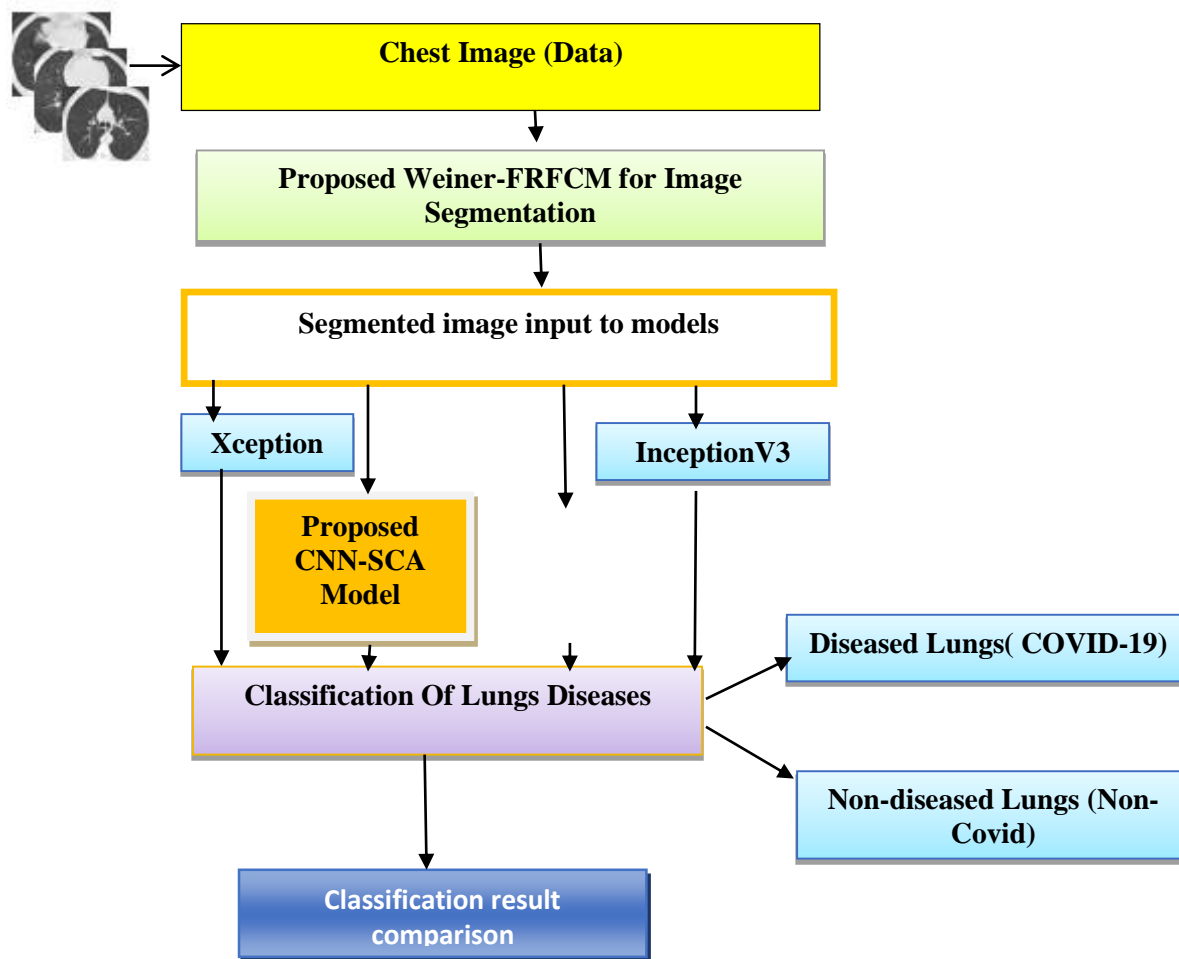 Chest Image (Data)
Proposed Weiner-FRFCM for Image
Segmentation
Segmented image input to models
Xception
InceptionV3
Proposed
CNN-SCA
Model
Diseased Lungs( COVID-19)
Classification Of Lungs Diseases
Non-diseased Lungs (Non-
Covid)
Classification result
comparison